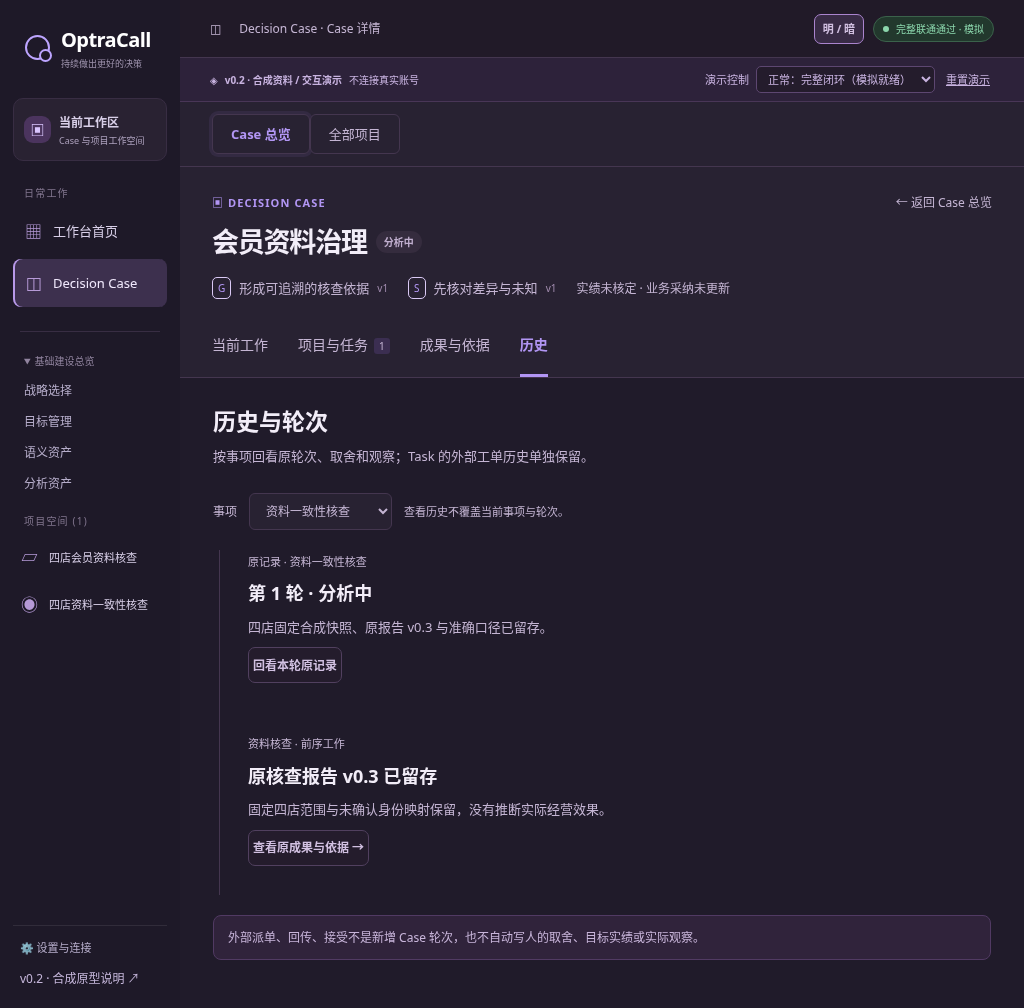 OptraCall
持续做出更好的决策
当前工作区
Case 与项目工作空间
日常工作
工作台首页
Decision Case
▼ 基础建设总览
战略选择
目标管理
语义资产
分析资产
项目空间 (1)
四店会员资料核查
四店资料一致性核查
设置与连接
v0.2 · 合成原型说明 ↗
Decision Case · Case 详情
明 / 暗
完整联通通过 · 模拟
v0.2 · 合成资料 / 交互演示 不连接真实账号
演示控制 正常：完整闭环（模拟就绪） 重置演示
Case 总览 全部项目
DECISION CASE
← 返回 Case 总览
会员资料治理 分析中
G 形成可追溯的核查依据 v1 S 先核对差异与未知 v1 实绩未核定 · 业务采纳未更新
当前工作 项目与任务 1 成果与依据 历史
历史与轮次
按事项回看原轮次、取舍和观察；Task 的外部工单历史单独保留。
事项 资料一致性核查 查看历史不覆盖当前事项与轮次。
原记录 · 资料一致性核查
第 1 轮 · 分析中
四店固定合成快照、原报告 v0.3 与准确口径已留存。
回看本轮原记录
资料核查 · 前序工作
原核查报告 v0.3 已留存
固定四店范围与未确认身份映射保留，没有推断实际经营效果。
查看原成果与依据 →
外部派单、回传、接受不是新增 Case 轮次，也不自动写人的取舍、目标实绩或实际观察。